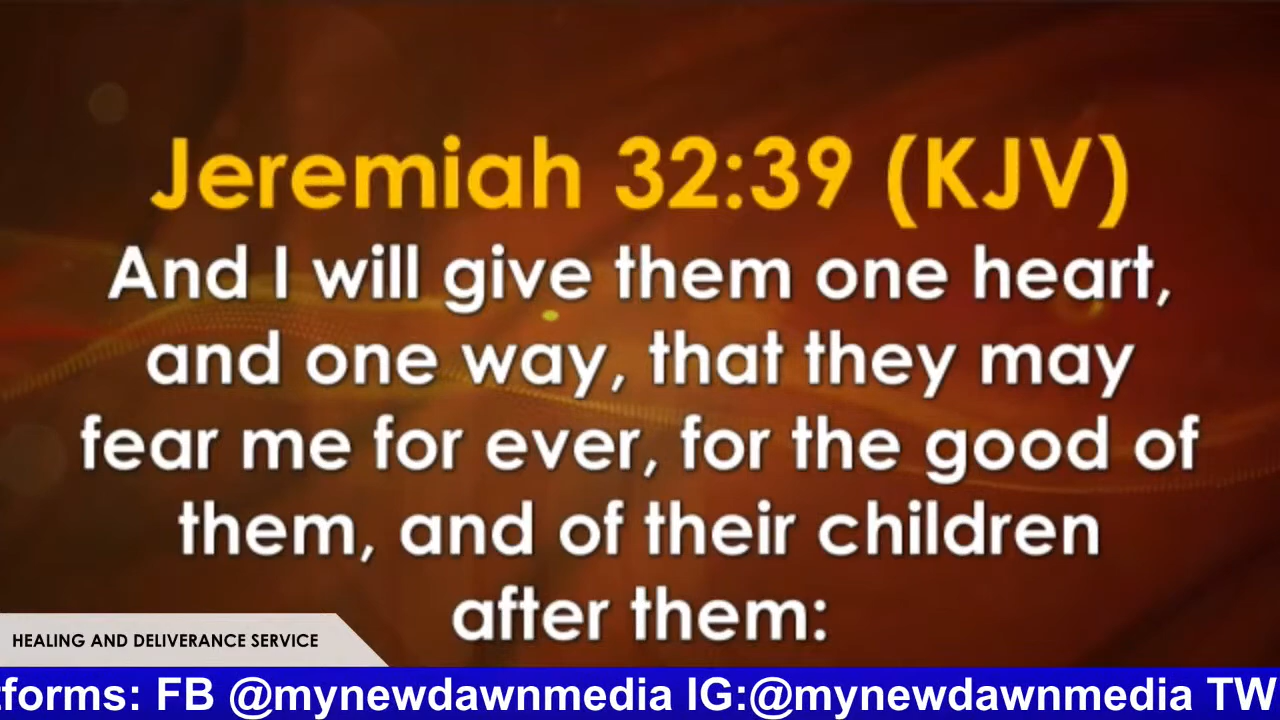 Jeremiah 32:39 (KJV)
And I will give them one heart,
and one way, that they may
fear me for ever, for the good of
them, and of their children
after them:
HEALING AND DELIVERANCE SERVICE
tforms: FB @mynewdawnmedia IG:@mynewdawnmedia TW